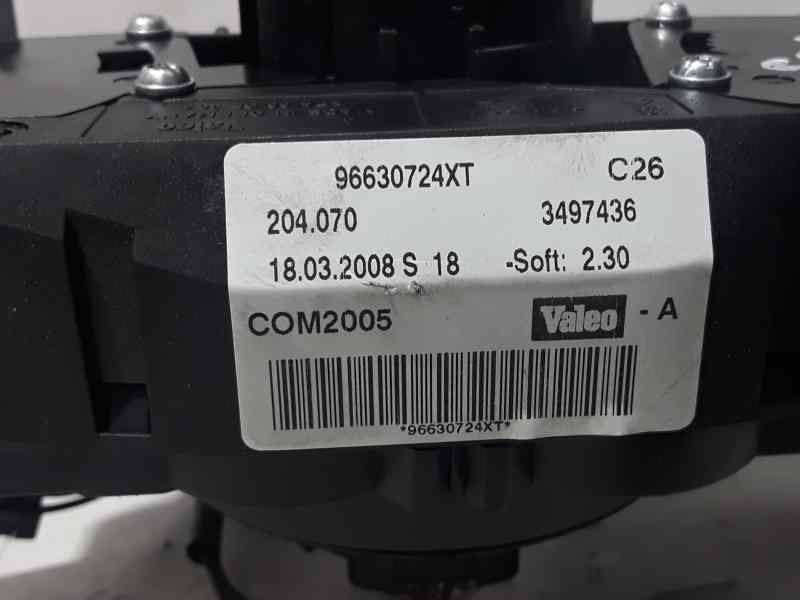 96630724XT C26
204.070 3497436
18.03.2008 S 18 -Soft: 2.30
COM2005 Valeo - A
*96630724XT*